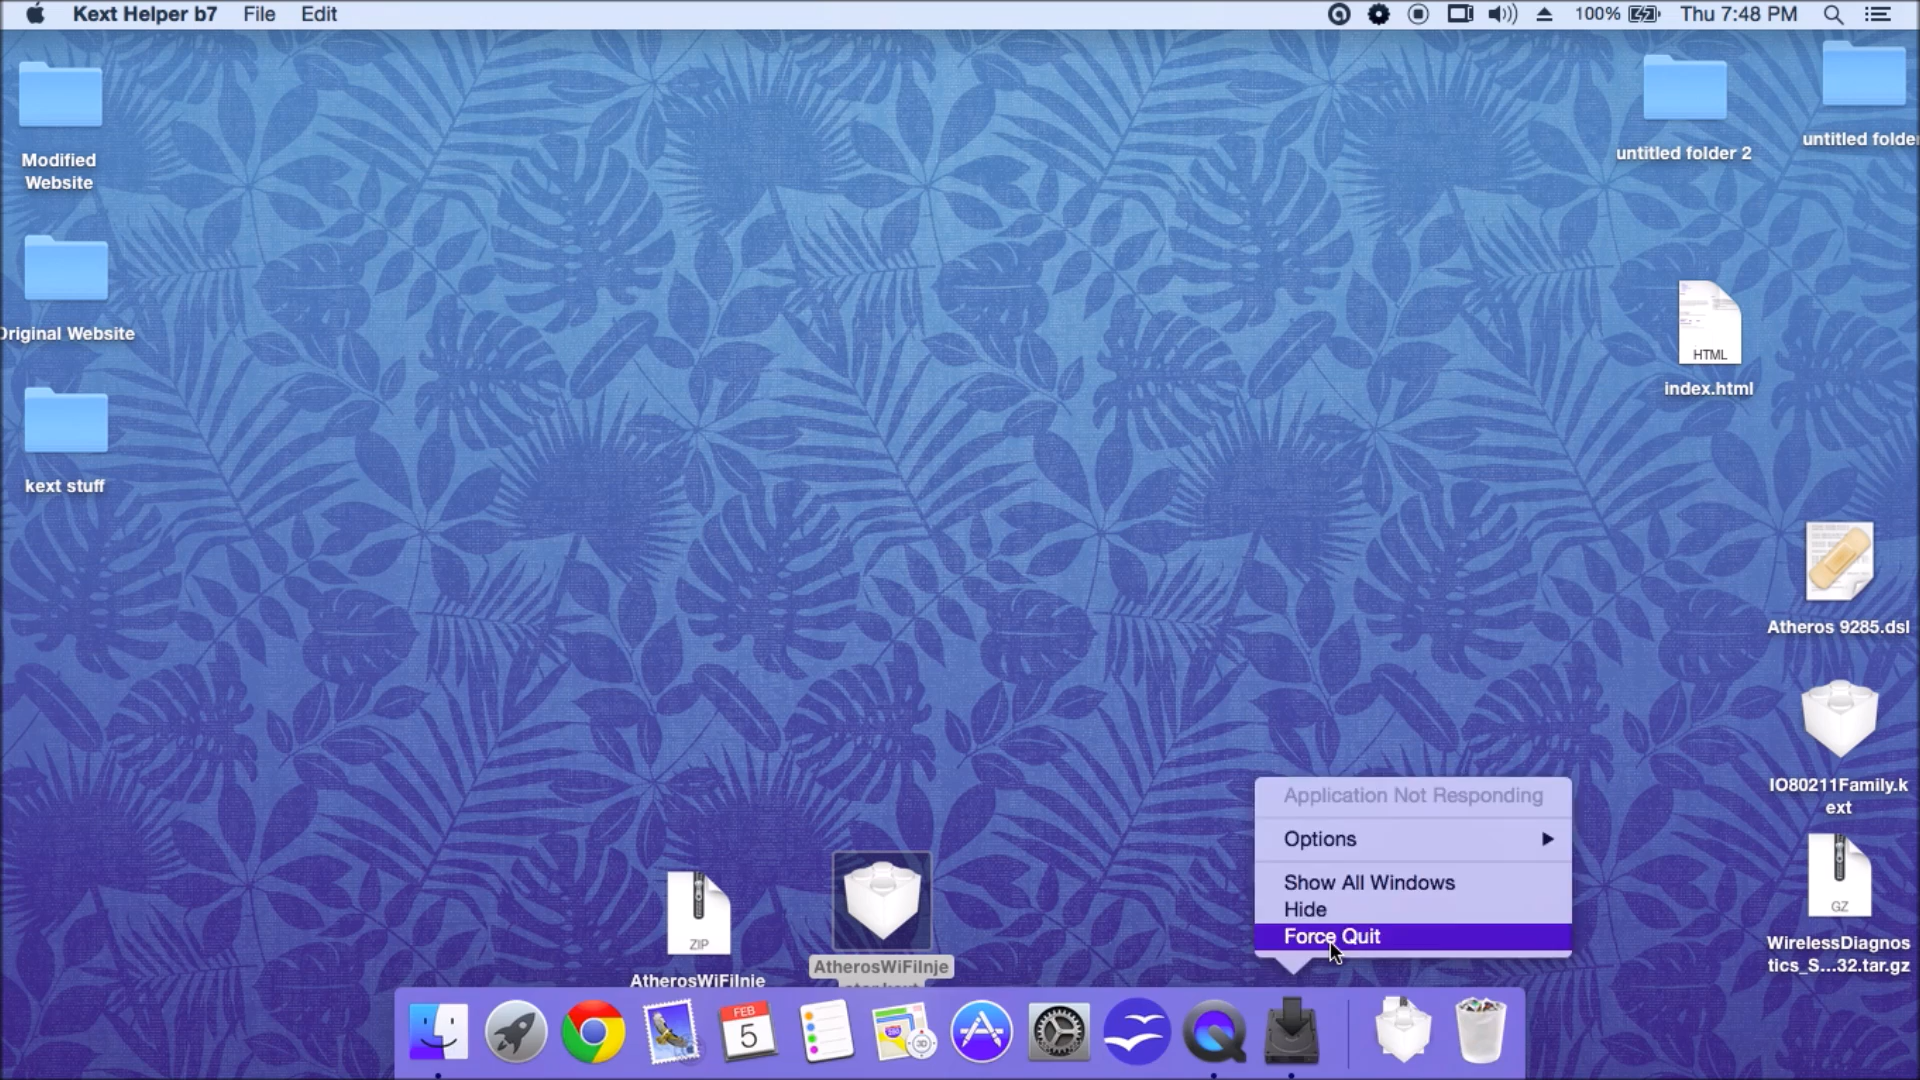 Kext Helper b7 File Edit 100% Thu 7:48 PM
Modified
Website
untitled folder 2
untitled folde
Original Website
HTML
index.html
kext stuff
Atheros 9285.dsl
IO80211Family.k
ext
Application Not Responding
Options
Show All Windows
Hide
Force Quit
ZIP
AtherosWiFiInje
AtherosWiFiInje
GZ
WirelessDiagnos
tics_S...32.tar.gz
FEB
5
280
3D